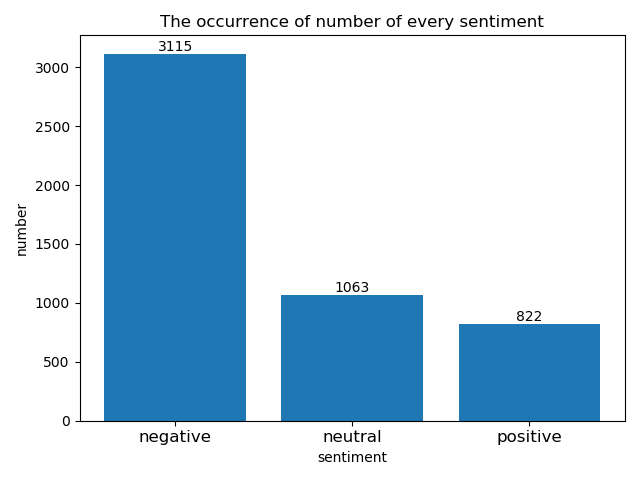 The occurrence of number of every sentiment
3115
1063
822
3000
2500
2000
1500
1000
500
0
number
negative
neutral
positive
sentiment